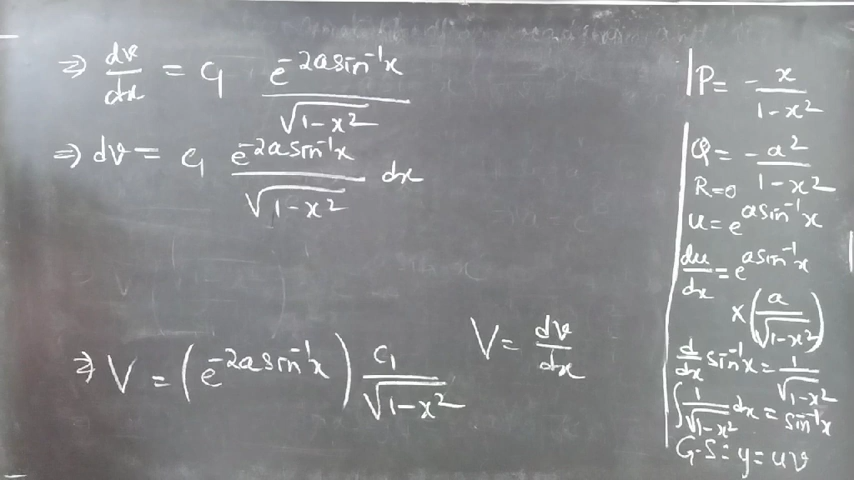 ⇒ dv/dx = C₁ e^(-2a sin⁻¹x) / √(1-x²)
⇒ dv = C₁ e^(-2a sin⁻¹x) / √(1-x²) dx
⇒ V = (e^(-2a sin⁻¹x)) C₁ / √(1-x²)
V = dv/dx
P = - x / (1-x²)
Q = - a² / (1-x²)
R=0
u = e^(a sin⁻¹x)
du/dx = e^(a sin⁻¹x)
× (a / √(1-x²))
d/dx sin⁻¹x = 1 / √(1-x²)
∫ 1/√(1-x²) dx = sin⁻¹x
G.S = y = uv